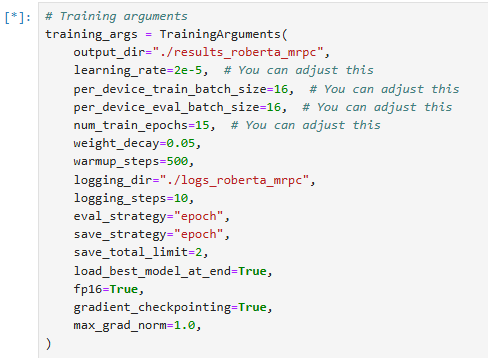 [*]: # Training arguments
training_args = TrainingArguments(
    output_dir="./results_roberta_mrpc",
    learning_rate=2e-5,  # You can adjust this
    per_device_train_batch_size=16,  # You can adjust this
    per_device_eval_batch_size=16,  # You can adjust this
    num_train_epochs=15,  # You can adjust this
    weight_decay=0.05,
    warmup_steps=500,
    logging_dir="./logs_roberta_mrpc",
    logging_steps=10,
    eval_strategy="epoch",
    save_strategy="epoch",
    save_total_limit=2,
    load_best_model_at_end=True,
    fp16=True,
    gradient_checkpointing=True,
    max_grad_norm=1.0,
)